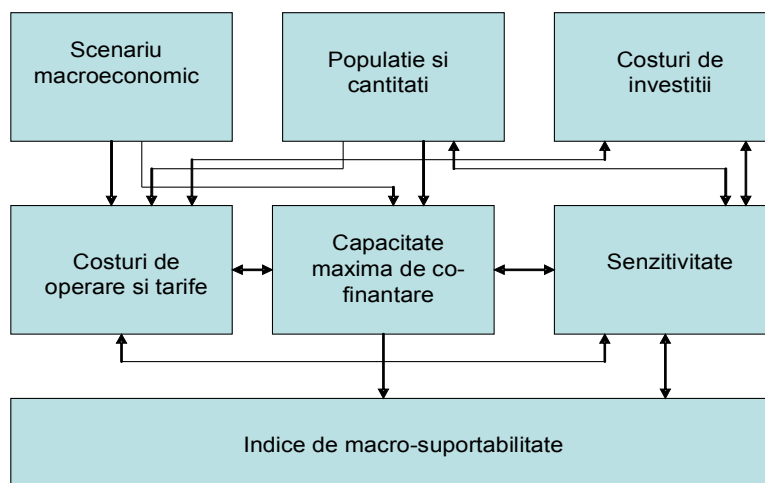 Scenariu
macroeconomic
Populatie si
cantitati
Costuri de
investitii
Costuri de
operare si tarife
Capacitate
maxima de co-
finantare
Senzitivitate
Indice de macro-suportabilitate